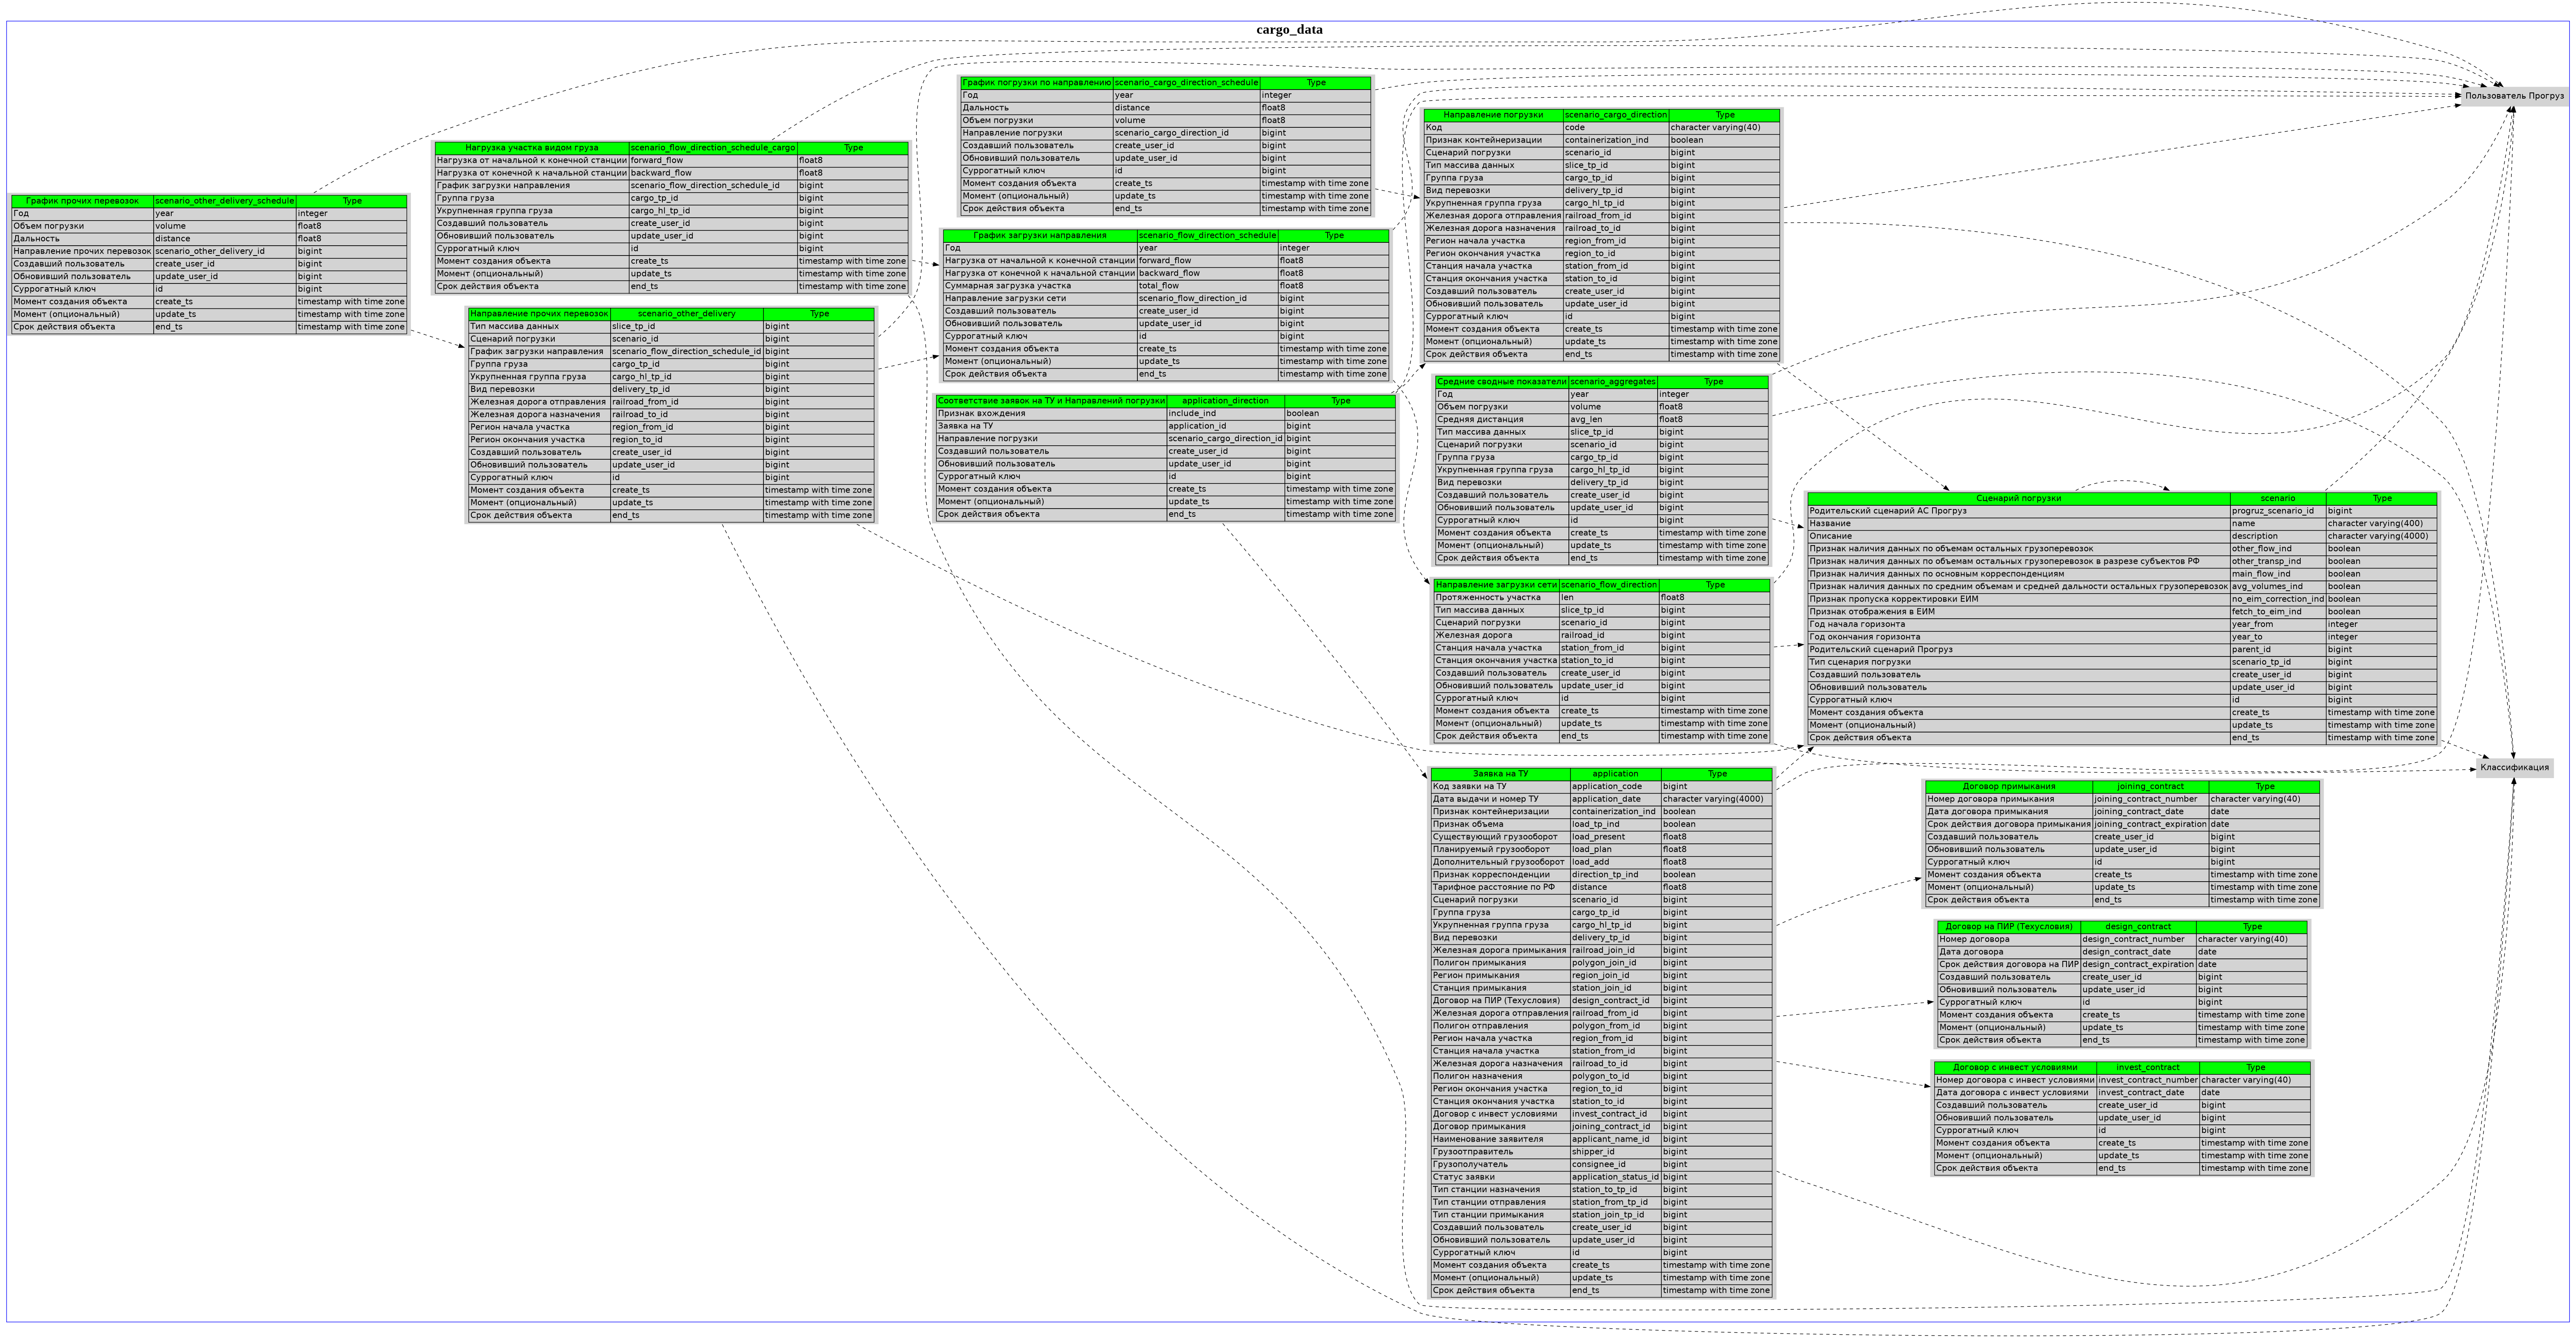 cargo_data
График прочих перевозок scenario_other_delivery_schedule Type
Год year integer
Объем погрузки volume float8
Дальность distance float8
Направление прочих перевозок scenario_other_delivery_id bigint
Создавший пользователь create_user_id bigint
Обновивший пользователь update_user_id bigint
Суррогатный ключ id bigint
Момент создания объекта create_ts timestamp with time zone
Момент (опциональный) update_ts timestamp with time zone
Срок действия объекта end_ts timestamp with time zone
Нагрузка участка видом груза scenario_flow_direction_schedule_cargo Type
Нагрузка от начальной к конечной станции forward_flow float8
Нагрузка от конечной к начальной станции backward_flow float8
График загрузки направления scenario_flow_direction_schedule_id bigint
Группа груза cargo_tp_id bigint
Укрупненная группа груза cargo_hl_tp_id bigint
Создавший пользователь create_user_id bigint
Обновивший пользователь update_user_id bigint
Суррогатный ключ id bigint
Момент создания объекта create_ts timestamp with time zone
Момент (опциональный) update_ts timestamp with time zone
Срок действия объекта end_ts timestamp with time zone
Направление прочих перевозок scenario_other_delivery Type
Тип массива данных slice_tp_id bigint
Сценарий погрузки scenario_id bigint
График загрузки направления scenario_flow_direction_schedule_id bigint
Группа груза cargo_tp_id bigint
Укрупненная группа груза cargo_hl_tp_id bigint
Вид перевозки delivery_tp_id bigint
Железная дорога отправления railroad_from_id bigint
Железная дорога назначения railroad_to_id bigint
Регион начала участка region_from_id bigint
Регион окончания участка region_to_id bigint
Создавший пользователь create_user_id bigint
Обновивший пользователь update_user_id bigint
Суррогатный ключ id bigint
Момент создания объекта create_ts timestamp with time zone
Момент (опциональный) update_ts timestamp with time zone
Срок действия объекта end_ts timestamp with time zone
График погрузки по направлению scenario_cargo_direction_schedule Type
Год year integer
Дальность distance float8
Объем погрузки volume float8
Направление погрузки scenario_cargo_direction_id bigint
Создавший пользователь create_user_id bigint
Обновивший пользователь update_user_id bigint
Суррогатный ключ id bigint
Момент создания объекта create_ts timestamp with time zone
Момент (опциональный) update_ts timestamp with time zone
Срок действия объекта end_ts timestamp with time zone
График загрузки направления scenario_flow_direction_schedule Type
Год year integer
Нагрузка от начальной к конечной станции forward_flow float8
Нагрузка от конечной к начальной станции backward_flow float8
Суммарная загрузка участка total_flow float8
Направление загрузки сети scenario_flow_direction_id bigint
Создавший пользователь create_user_id bigint
Обновивший пользователь update_user_id bigint
Суррогатный ключ id bigint
Момент создания объекта create_ts timestamp with time zone
Момент (опциональный) update_ts timestamp with time zone
Срок действия объекта end_ts timestamp with time zone
Соответствие заявок на ТУ и Направлений погрузки application_direction Type
Признак вхождения include_ind boolean
Заявка на ТУ application_id bigint
Направление погрузки scenario_cargo_direction_id bigint
Создавший пользователь create_user_id bigint
Обновивший пользователь update_user_id bigint
Суррогатный ключ id bigint
Момент создания объекта create_ts timestamp with time zone
Момент (опциональный) update_ts timestamp with time zone
Срок действия объекта end_ts timestamp with time zone
Направление погрузки scenario_cargo_direction Type
Код code character varying(40)
Признак контейнеризации containerization_ind boolean
Сценарий погрузки scenario_id bigint
Тип массива данных slice_tp_id bigint
Группа груза cargo_tp_id bigint
Вид перевозки delivery_tp_id bigint
Укрупненная группа груза cargo_hl_tp_id bigint
Железная дорога отправления railroad_from_id bigint
Железная дорога назначения railroad_to_id bigint
Регион начала участка region_from_id bigint
Регион окончания участка region_to_id bigint
Станция начала участка station_from_id bigint
Станция окончания участка station_to_id bigint
Создавший пользователь create_user_id bigint
Обновивший пользователь update_user_id bigint
Суррогатный ключ id bigint
Момент создания объекта create_ts timestamp with time zone
Момент (опциональный) update_ts timestamp with time zone
Срок действия объекта end_ts timestamp with time zone
Средние сводные показатели scenario_aggregates Type
Год year integer
Объем погрузки volume float8
Средняя дистанция avg_len float8
Тип массива данных slice_tp_id bigint
Сценарий погрузки scenario_id bigint
Группа груза cargo_tp_id bigint
Укрупненная группа груза cargo_hl_tp_id bigint
Вид перевозки delivery_tp_id bigint
Создавший пользователь create_user_id bigint
Обновивший пользователь update_user_id bigint
Суррогатный ключ id bigint
Момент создания объекта create_ts timestamp with time zone
Момент (опциональный) update_ts timestamp with time zone
Срок действия объекта end_ts timestamp with time zone
Направление загрузки сети scenario_flow_direction Type
Протяженность участка len float8
Тип массива данных slice_tp_id bigint
Сценарий погрузки scenario_id bigint
Железная дорога railroad_id bigint
Станция начала участка station_from_id bigint
Станция окончания участка station_to_id bigint
Создавший пользователь create_user_id bigint
Обновивший пользователь update_user_id bigint
Суррогатный ключ id bigint
Момент создания объекта create_ts timestamp with time zone
Момент (опциональный) update_ts timestamp with time zone
Срок действия объекта end_ts timestamp with time zone
Заявка на ТУ application Type
Код заявки на ТУ application_code bigint
Дата выдачи и номер ТУ application_date character varying(4000)
Признак контейнеризации containerization_ind boolean
Признак объема load_tp_ind boolean
Существующий грузооборот load_present float8
Планируемый грузооборот load_plan float8
Дополнительный грузооборот load_add float8
Признак корреспонденции direction_tp_ind boolean
Тарифное расстояние по РФ distance float8
Сценарий погрузки scenario_id bigint
Группа груза cargo_tp_id bigint
Укрупненная группа груза cargo_hl_tp_id bigint
Вид перевозки delivery_tp_id bigint
Железная дорога примыкания railroad_join_id bigint
Полигон примыкания polygon_join_id bigint
Регион примыкания region_join_id bigint
Станция примыкания station_join_id bigint
Договор на ПИР (Техусловия) design_contract_id bigint
Железная дорога отправления railroad_from_id bigint
Полигон отправления polygon_from_id bigint
Регион начала участка region_from_id bigint
Станция начала участка station_from_id bigint
Железная дорога назначения railroad_to_id bigint
Полигон назначения polygon_to_id bigint
Регион окончания участка region_to_id bigint
Станция окончания участка station_to_id bigint
Договор с инвест условиями invest_contract_id bigint
Договор примыкания joining_contract_id bigint
Наименование заявителя applicant_name_id bigint
Грузоотправитель shipper_id bigint
Грузополучатель consignee_id bigint
Статус заявки application_status_id bigint
Тип станции назначения station_to_tp_id bigint
Тип станции отправления station_from_tp_id bigint
Тип станции примыкания station_join_tp_id bigint
Создавший пользователь create_user_id bigint
Обновивший пользователь update_user_id bigint
Суррогатный ключ id bigint
Момент создания объекта create_ts timestamp with time zone
Момент (опциональный) update_ts timestamp with time zone
Срок действия объекта end_ts timestamp with time zone
Сценарий погрузки scenario Type
Родительский сценарий АС Прогруз progruz_scenario_id bigint
Название name character varying(400)
Описание description character varying(4000)
Признак наличия данных по объемам остальных грузоперевозок other_flow_ind boolean
Признак наличия данных по объемам остальных грузоперевозок в разрезе субъектов РФ other_transp_ind boolean
Признак наличия данных по основным корреспонденциям main_flow_ind boolean
Признак наличия данных по средним объемам и средней дальности остальных грузоперевозок avg_volumes_ind boolean
Признак пропуска корректировки ЕИМ no_eim_correction_ind boolean
Признак отображения в ЕИМ fetch_to_eim_ind boolean
Год начала горизонта year_from integer
Год окончания горизонта year_to integer
Родительский сценарий Прогруз parent_id bigint
Тип сценария погрузки scenario_tp_id bigint
Создавший пользователь create_user_id bigint
Обновивший пользователь update_user_id bigint
Суррогатный ключ id bigint
Момент создания объекта create_ts timestamp with time zone
Момент (опциональный) update_ts timestamp with time zone
Срок действия объекта end_ts timestamp with time zone
Договор примыкания joining_contract Type
Номер договора примыкания joining_contract_number character varying(40)
Дата договора примыкания joining_contract_date date
Срок действия договора примыкания joining_contract_expiration date
Создавший пользователь create_user_id bigint
Обновивший пользователь update_user_id bigint
Суррогатный ключ id bigint
Момент создания объекта create_ts timestamp with time zone
Момент (опциональный) update_ts timestamp with time zone
Срок действия объекта end_ts timestamp with time zone
Договор на ПИР (Техусловия) design_contract Type
Номер договора design_contract_number character varying(40)
Дата договора design_contract_date date
Срок действия договора на ПИР design_contract_expiration date
Создавший пользователь create_user_id bigint
Обновивший пользователь update_user_id bigint
Суррогатный ключ id bigint
Момент создания объекта create_ts timestamp with time zone
Момент (опциональный) update_ts timestamp with time zone
Срок действия объекта end_ts timestamp with time zone
Договор с инвест условиями invest_contract Type
Номер договора с инвест условиями invest_contract_number character varying(40)
Дата договора с инвест условиями invest_contract_date date
Создавший пользователь create_user_id bigint
Обновивший пользователь update_user_id bigint
Суррогатный ключ id bigint
Момент создания объекта create_ts timestamp with time zone
Момент (опциональный) update_ts timestamp with time zone
Срок действия объекта end_ts timestamp with time zone
Пользователь Прогруз
Классификация